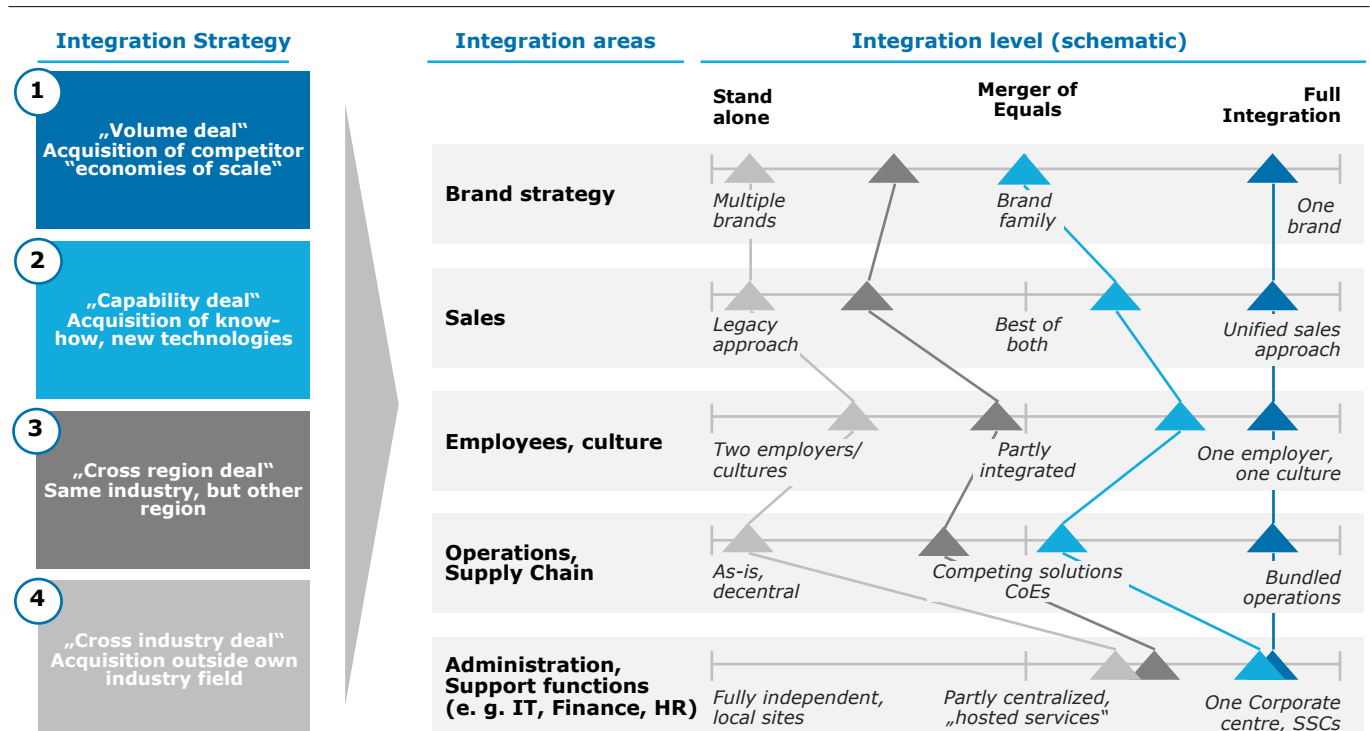 Integration Strategy
Integration areas
Integration level (schematic)
1
„Volume deal“
Acquisition of competitor
“economies of scale“
2
„Capability deal“
Acquisition of know-
how, new technologies
3
„Cross region deal“
Same industry, but other
region
4
„Cross industry deal“
Acquisition outside own
industry field
Stand
alone
Merger of
Equals
Full
Integration
Brand strategy
Multiple
brands
Brand
family
One
brand
Sales
Legacy
approach
Best of
both
Unified sales
approach
Employees, culture
Two employers/
cultures
Partly
integrated
One employer,
one culture
Operations,
Supply Chain
As-is,
decentral
Competing solutions
CoEs
Bundled
operations
Administration,
Support functions
(e. g. IT, Finance, HR)
Fully independent,
local sites
Partly centralized,
„hosted services“
One Corporate
centre, SSCs